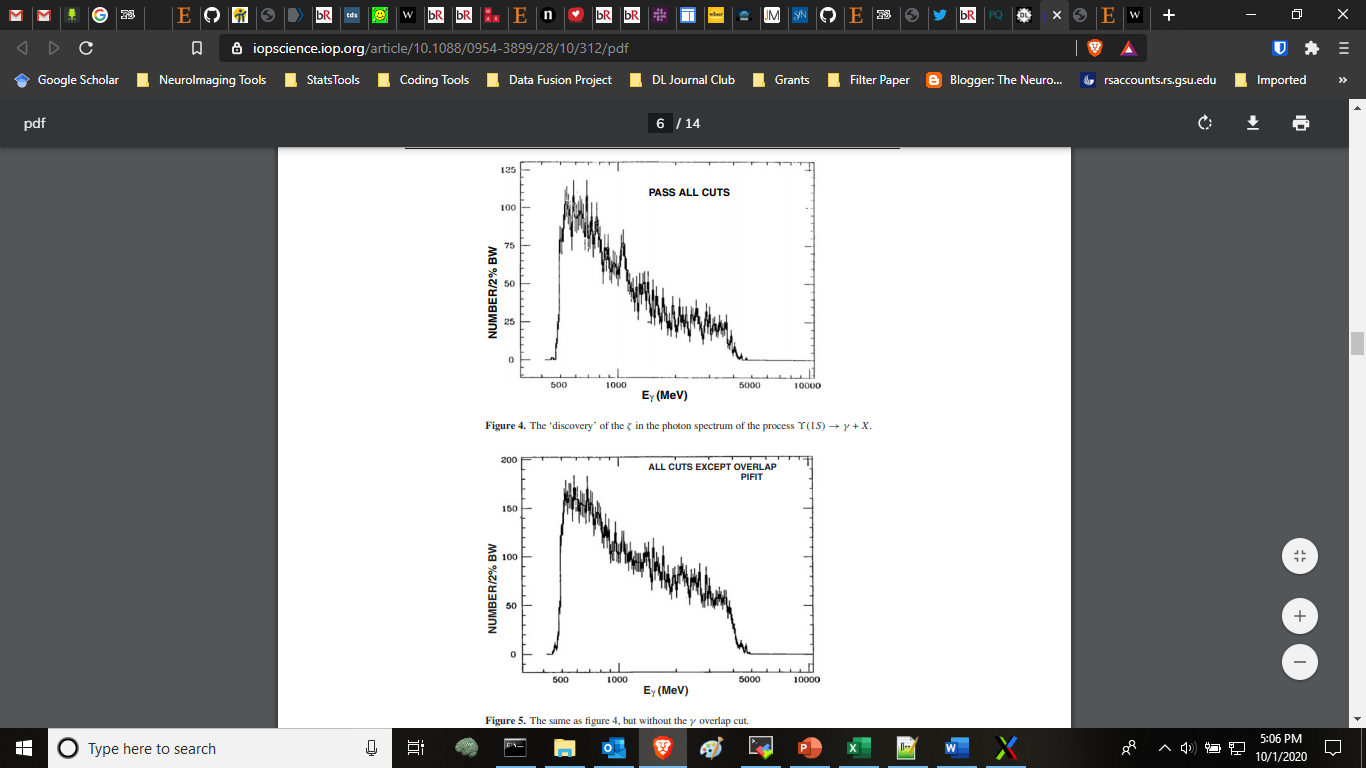 iopscience.iop.org/article/10.1088/0954-3899/28/10/312/pdf
Google Scholar NeuroImaging Tools StatsTools Coding Tools Data Fusion Project DL Journal Club Grants Filter Paper Blogger: The Neuro... rsaccounts.rs.gsu.edu Imported »
pdf 6 / 14
125
PASS ALL CUTS
100
75
50
25
0
NUMBER/2% BW
500 1000 5000 10000
Eγ (MeV)
Figure 4. The ‘discovery’ of the ζ in the photon spectrum of the process ϒ(1S) → γ + X.
200
ALL CUTS EXCEPT OVERLAP
PIFIT
150
100
50
0
NUMBER/2% BW
500 1000 5000 10000
Eγ (MeV)
Figure 5. The same as figure 4, but without the γ overlap cut.
Type here to search
5:06 PM
10/1/2020